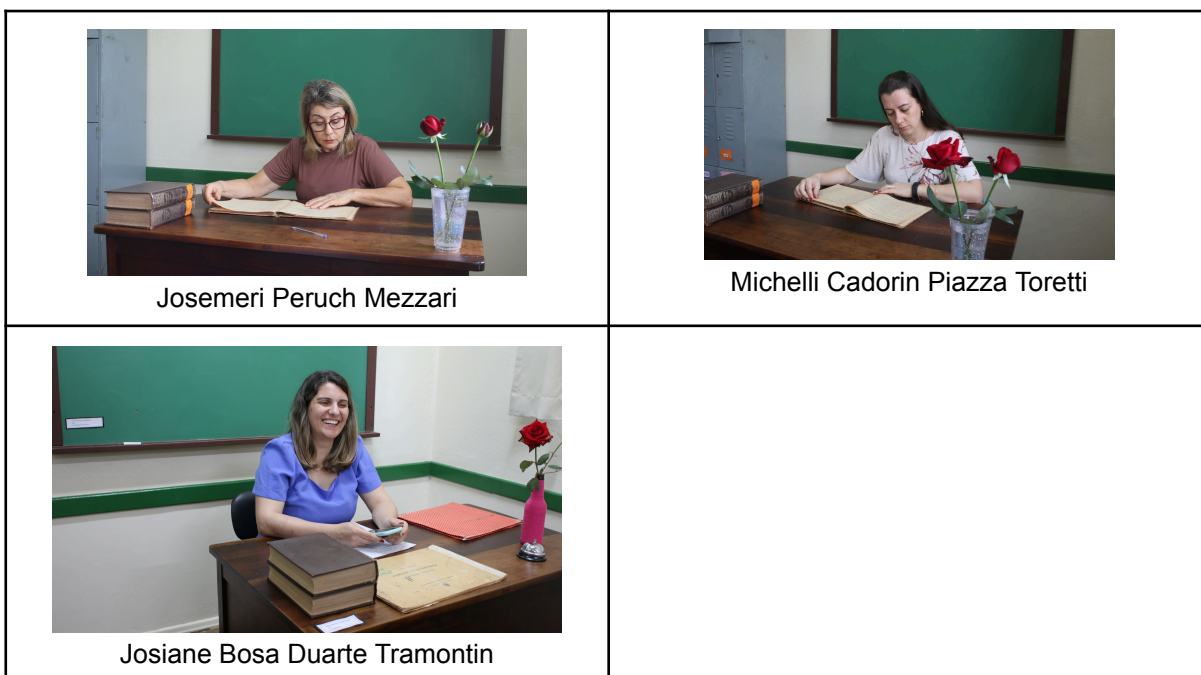 Josemeri Peruch Mezzari
Michelli Cadorin Piazza Toretti
Josiane Bosa Duarte Tramontin